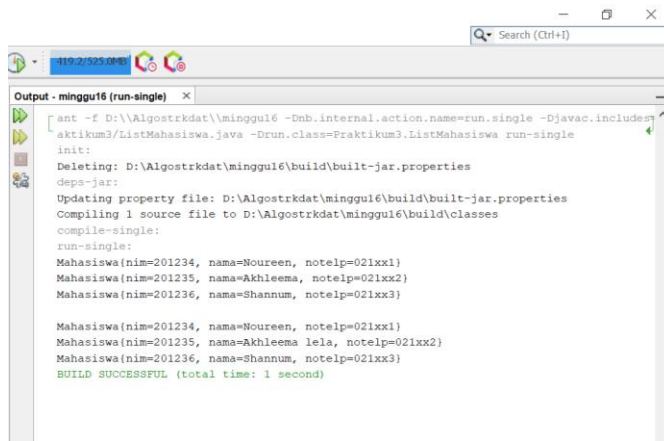 Search (Ctrl+I)
419.2/525.0MB
Output - minggu16 (run-single)
ant -f D:\\Algostrkdat\\minggu16 -Dnb.internal.action.name=run.single -Djavac.includes=
aktikum3/ListMahasiswa.java -Drun.class=Praktikum3.ListMahasiswa run-single
init:
Deleting: D:\Algostrkdat\minggu16\build\built-jar.properties
deps-jar:
Updating property file: D:\Algostrkdat\minggu16\build\built-jar.properties
Compiling 1 source file to D:\Algostrkdat\minggu16\build\classes
compile-single:
run-single:
Mahasiswa{nim=201234, nama=Noureen, notelp=021xx1}
Mahasiswa{nim=201235, nama=Akhleema, notelp=021xx2}
Mahasiswa{nim=201236, nama=Shannum, notelp=021xx3}
Mahasiswa{nim=201234, nama=Noureen, notelp=021xx1}
Mahasiswa{nim=201235, nama=Akhleema lela, notelp=021xx2}
Mahasiswa{nim=201236, nama=Shannum, notelp=021xx3}
BUILD SUCCESSFUL (total time: 1 second)